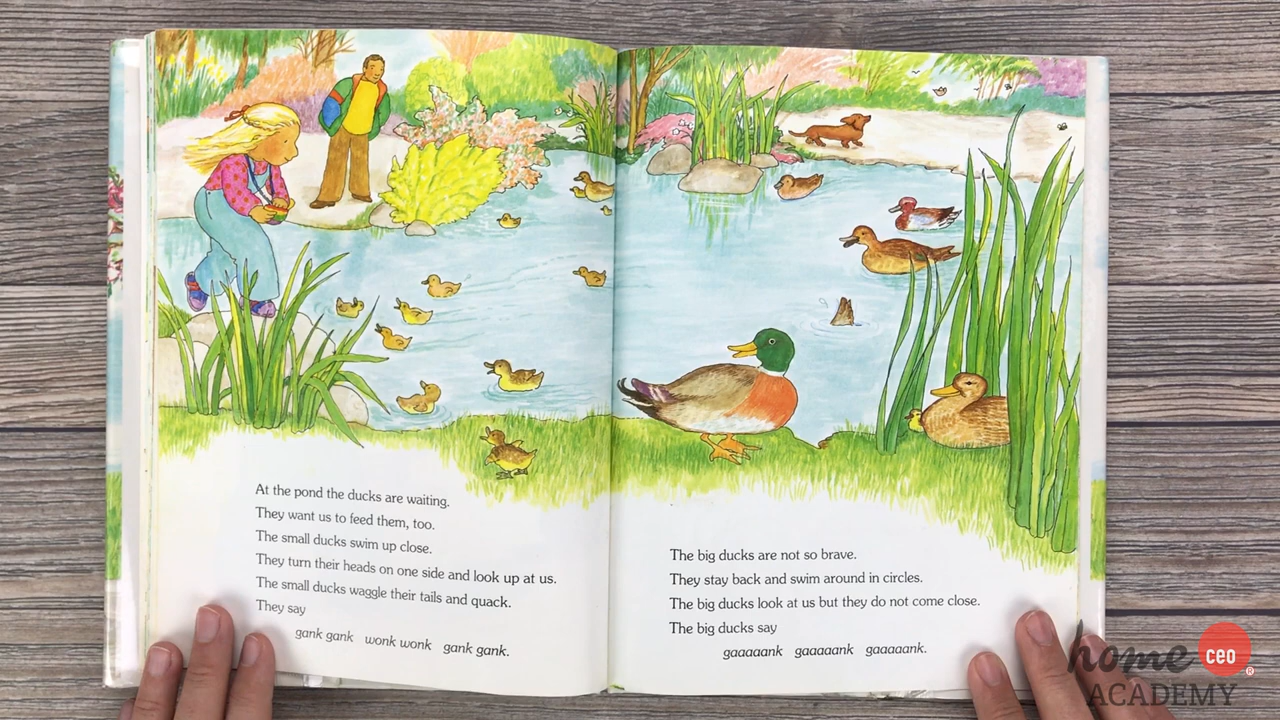 At the pond the ducks are waiting.
They want us to feed them, too.
The small ducks swim up close.
They turn their heads on one side and look up at us.
The small ducks waggle their tails and quack.
They say
gank gank wonk wonk gank gank.
The big ducks are not so brave.
They stay back and swim around in circles.
The big ducks look at us but they do not come close.
The big ducks say
gaaaaank gaaaaank gaaaaank.
home ceo®
ACADEMY